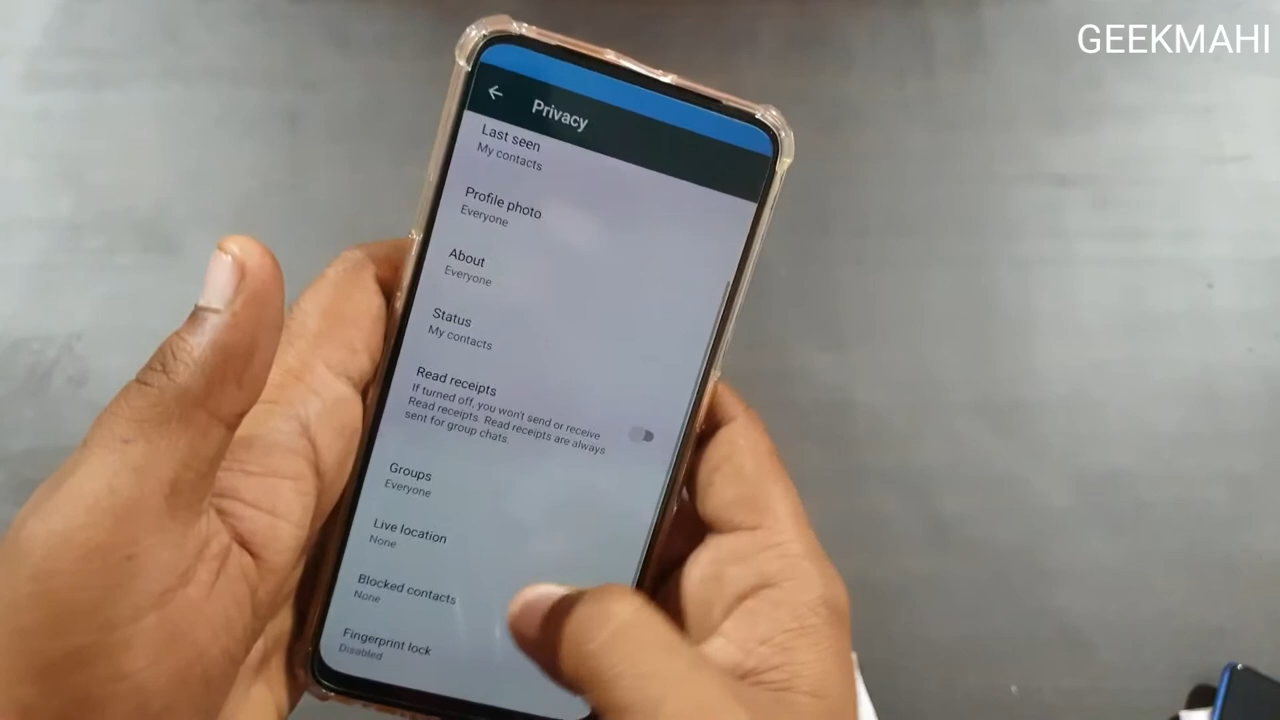 GEEKMAHI
Privacy
Last seen
My contacts
Profile photo
Everyone
About
Everyone
Status
My contacts
Read receipts
If turned off, you won't send or receive
Read receipts. Read receipts are always
sent for group chats.
Groups
Everyone
Live location
None
Blocked contacts
None
Fingerprint lock
Disabled